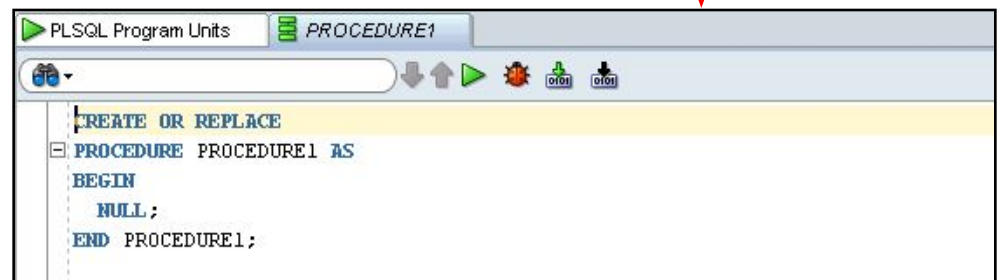 PLSQL Program Units PROCEDURE1
CREATE OR REPLACE
PROCEDURE PROCEDURE1 AS
BEGIN
NULL;
END PROCEDURE1;